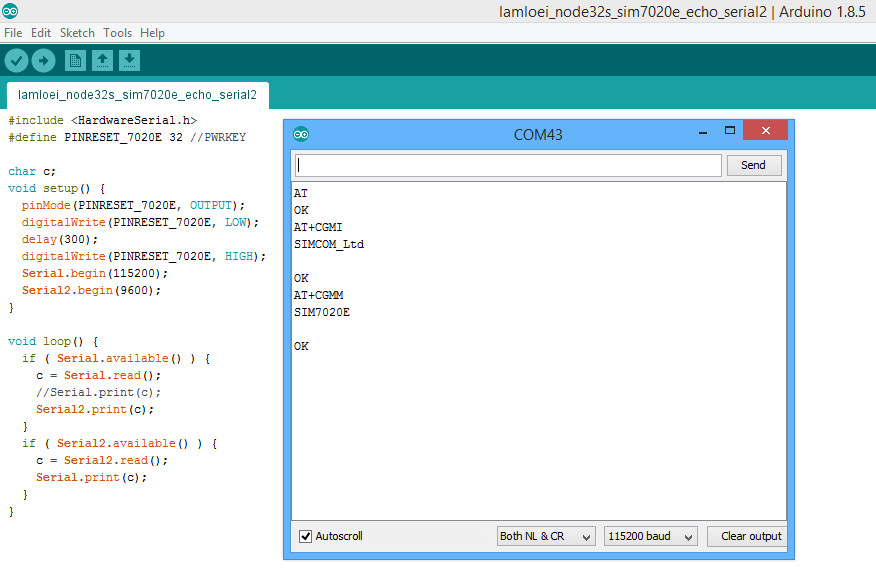 lamloei_node32s_sim7020e_echo_serial2 | Arduino 1.8.5
File Edit Sketch Tools Help
lamloei_node32s_sim7020e_echo_serial2
#include <HardwareSerial.h>
#define PINRESET_7020E 32 //PWRKEY
char c;
void setup() {
  pinMode(PINRESET_7020E, OUTPUT);
  digitalWrite(PINRESET_7020E, LOW);
  delay(300);
  digitalWrite(PINRESET_7020E, HIGH);
  Serial.begin(115200);
  Serial2.begin(9600);
}
void loop() {
  if ( Serial.available() ) {
    c = Serial.read();
    //Serial.print(c);
    Serial2.print(c);
  }
  if ( Serial2.available() ) {
    c = Serial2.read();
    Serial.print(c);
  }
}
COM43
Send
AT
OK
AT+CGMI
SIMCOM_Ltd
OK
AT+CGMM
SIM7020E
OK
Autoscroll
Both NL & CR
115200 baud
Clear output